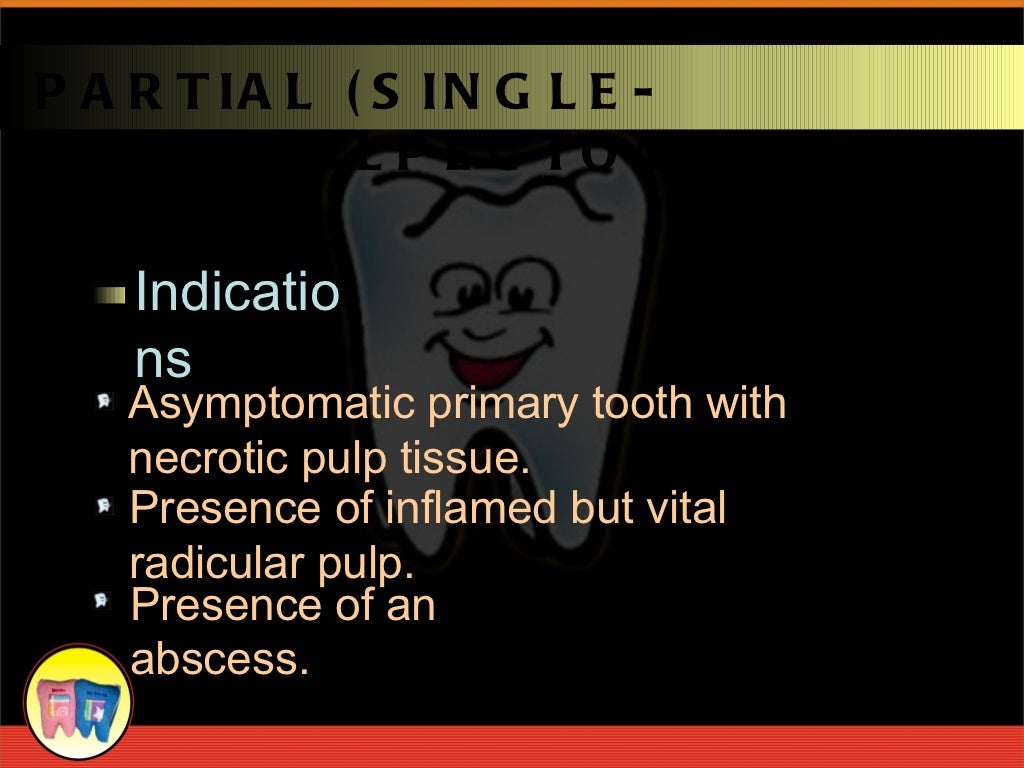 PARTIAL (SINGLE-
Indicatio
ns
Asymptomatic primary tooth with
necrotic pulp tissue.
Presence of inflamed but vital
radicular pulp.
Presence of an
abscess.